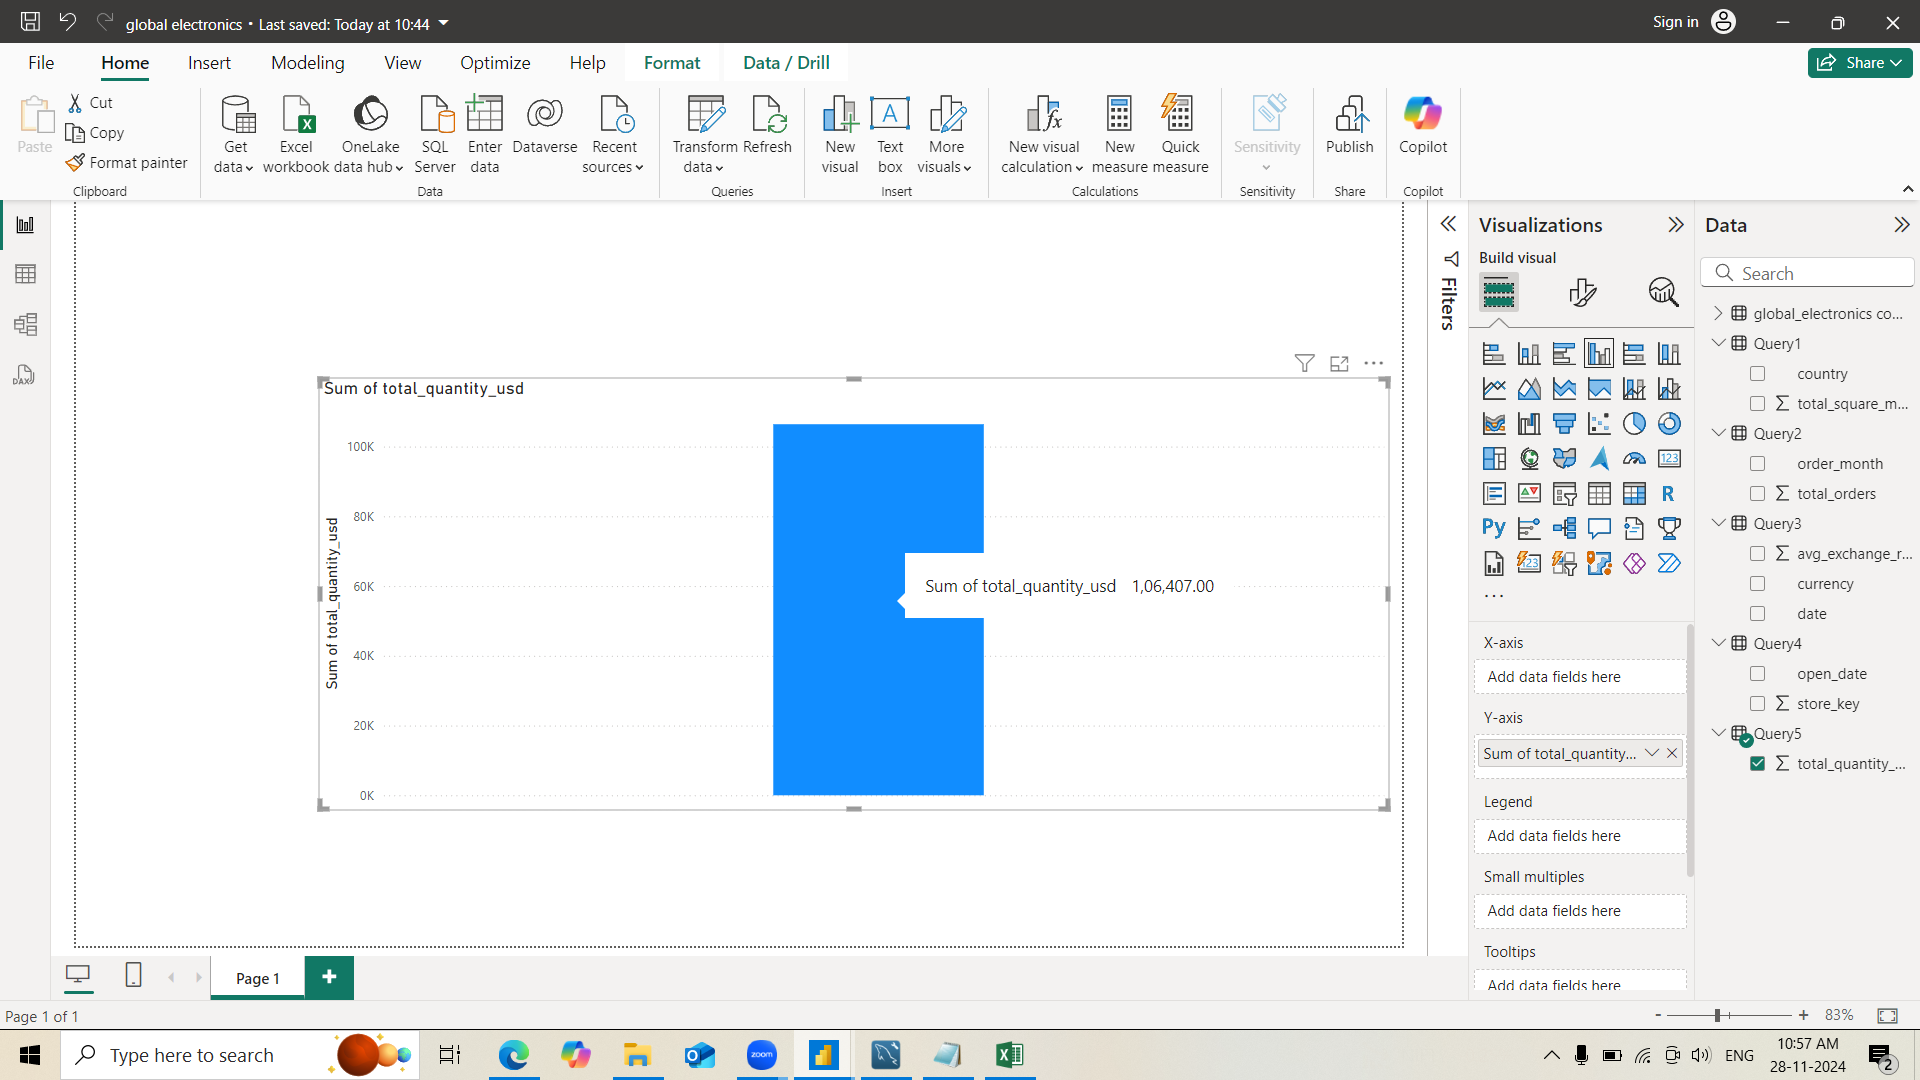 global electronics • Last saved: Today at 10:44
Sign in
File
Home
Insert
Modeling
View
Optimize
Help
Format
Data / Drill
Share
Paste
Cut
Copy
Format painter
Clipboard
Get data
Excel workbook
OneLake data hub
SQL Server
Enter data
Dataverse
Recent sources
Data
Transform data
Refresh
Queries
New visual
A
Text box
More visuals
Insert
New visual calculation
New measure
Quick measure
Calculations
Sensitivity
Sensitivity
Publish
Share
Copilot
Copilot
DAX
Sum of total_quantity_usd
Sum of total_quantity_usd
100K
80K
60K
40K
20K
0K
Sum of total_quantity_usd 1,06,407.00
Filters
Visualizations
Build visual
123
R
Py
123
...
X-axis
Add data fields here
Y-axis
Sum of total_quantity...
Legend
Add data fields here
Small multiples
Add data fields here
Tooltips
Add data fields here
Data
Search
global_electronics co...
Query1
country
total_square_m...
Query2
order_month
total_orders
Query3
avg_exchange_r...
currency
date
Query4
open_date
store_key
Query5
total_quantity_...
Page 1
+
Page 1 of 1
- + 83%
Type here to search
zoom
ENG
10:57 AM
28-11-2024
2